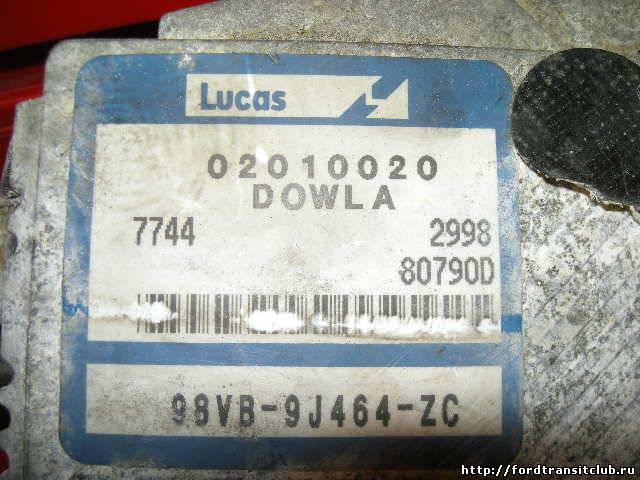 Lucas
02010020
DOWLA
7744 2998
80790D
98VB-9J464-ZC
http://fordtransitclub.ru